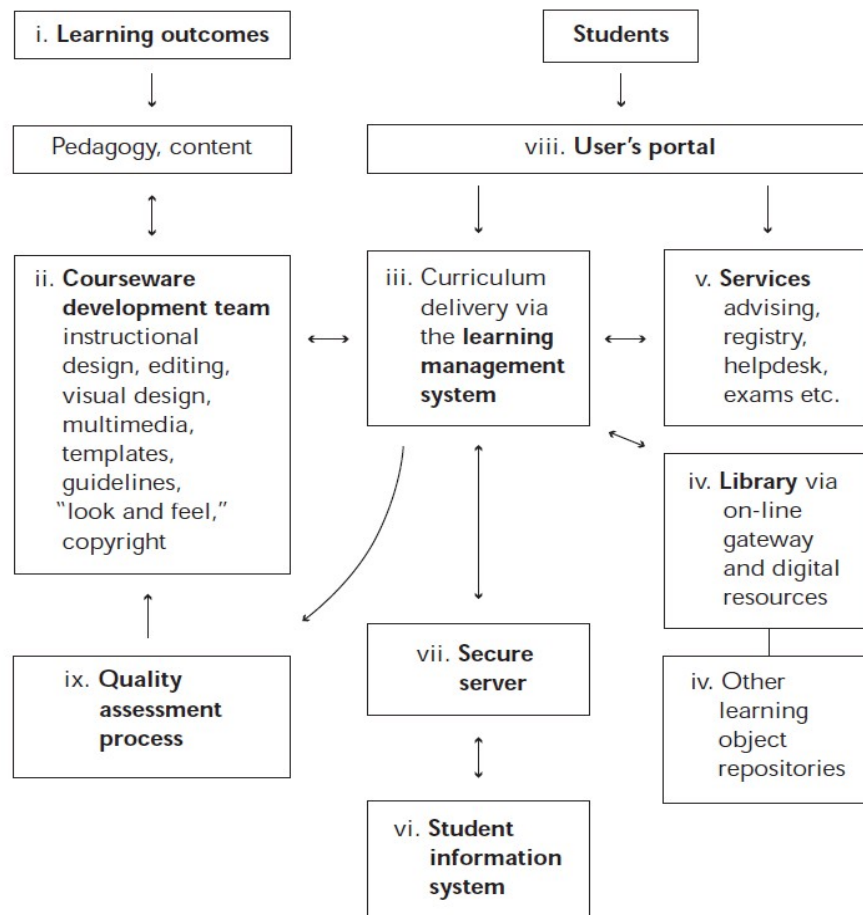 i. Learning outcomes
Students
Pedagogy, content
viii. User's portal
ii. Courseware
development team
instructional
design, editing,
visual design,
multimedia,
templates,
guidelines,
“look and feel,”
copyright
iii. Curriculum
delivery via
the learning
management
system
v. Services
advising,
registry,
helpdesk,
exams etc.
iv. Library via
on-line
gateway
and digital
resources
ix. Quality
assessment
process
vii. Secure
server
iv. Other
learning
object
repositories
vi. Student
information
system